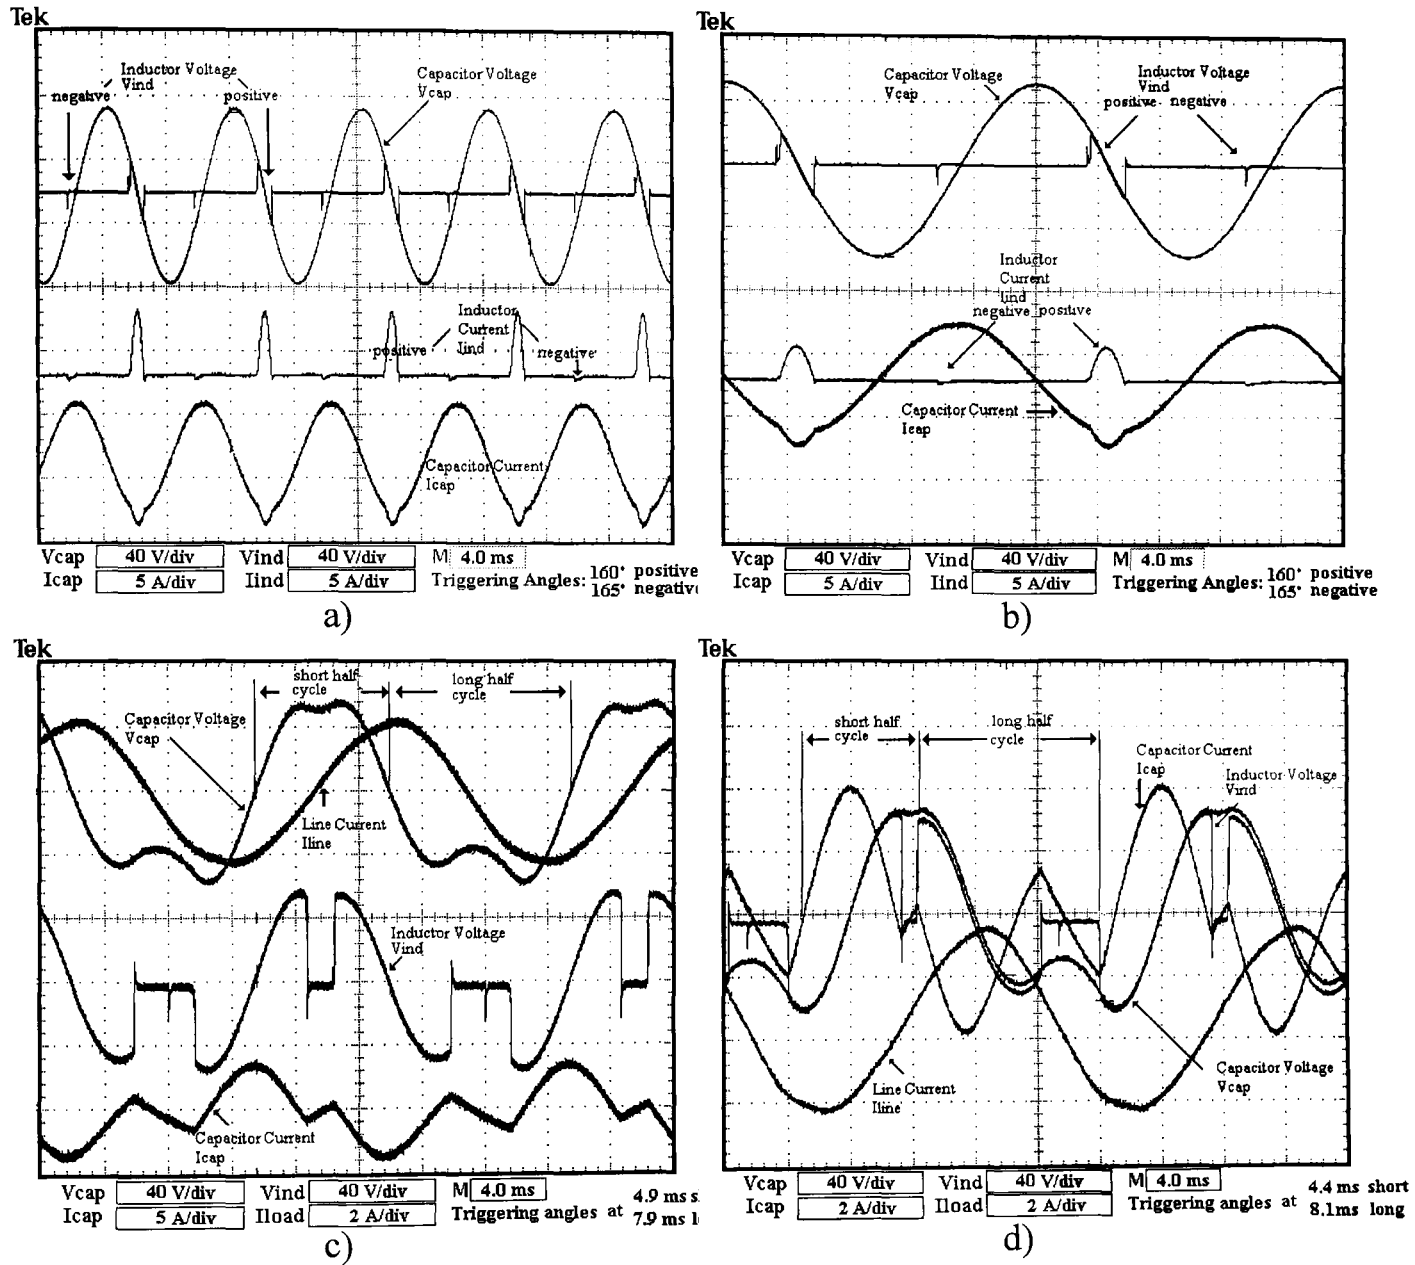 Tek
Inductor Voltage
Vind
negative
positive
Capacitor Voltage
Vcap
Inductor
Current
Iind
positive
negative
Capacitor Current
Icap
Vcap 40 V/div Vind 40 V/div M 4.0 ms
Icap 5 A/div Iind 5 A/div Triggering Angles: 160° positive
165° negativ
a)
Tek
Capacitor Voltage
Vcap
Inductor Voltage
Vind
positive negative
Inductor
Current
Iind
negative positive
Capacitor Current
Icap
Vcap 40 V/div Vind 40 V/div M 4.0 ms
Icap 5 A/div Iind 5 A/div Triggering Angles: 160° positive
165° negative
b)
Tek
short half
cycle
long half
cycle
Capacitor Voltage
Vcap
Line Current
Iline
Inductor Voltage
Vind
Capacitor Current
Icap
Vcap 40 V/div Vind 40 V/div M 4.0 ms
Icap 5 A/div Iload 2 A/div Triggering angles at 4.9 ms s
7.9 ms l
c)
Tek
short half
cycle
long half
cycle
Capacitor Current
Icap
Inductor Voltage
Vind
Line Current
Iline
Capacitor Voltage
Vcap
Vcap 40 V/div Vind 40 V/div M 4.0 ms
Icap 2 A/div Iload 2 A/div Triggering angles at 4.4 ms short
8.1ms long
d)